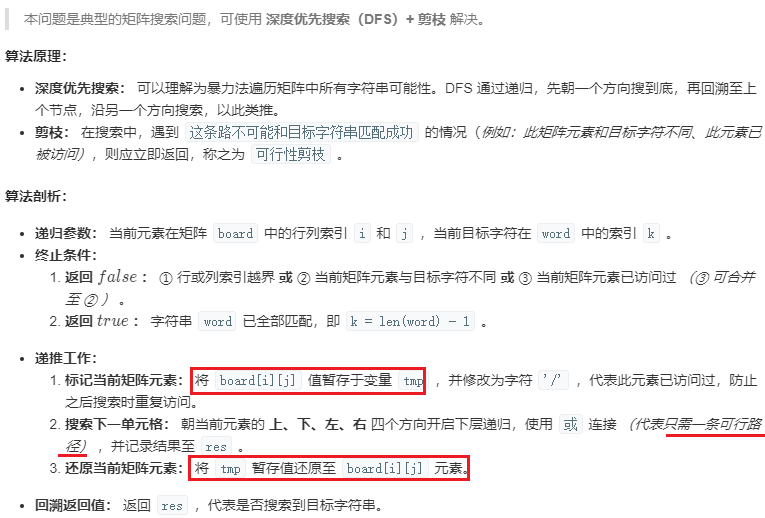 本问题是典型的矩阵搜索问题，可使用 深度优先搜索（DFS）+ 剪枝 解决。
算法原理：
• 深度优先搜索： 可以理解为暴力法遍历矩阵中所有字符串可能性。DFS 通过递归，先朝一个方向搜到底，再回溯至上
个节点，沿另一个方向搜索，以此类推。
• 剪枝： 在搜索中，遇到 这条路不可能和目标字符串匹配成功 的情况（例如：此矩阵元素和目标字符不同、此元素已
被访问），则应立即返回，称之为 可行性剪枝 。
算法剖析：
• 递归参数： 当前元素在矩阵 board 中的行列索引 i 和 j ，当前目标字符在 word 中的索引 k 。
• 终止条件：
1. 返回 false ： ① 行或列索引越界 或 ② 当前矩阵元素与目标字符不同 或 ③ 当前矩阵元素已访问过 （③ 可合并
至 ② ） 。
2. 返回 true ： 字符串 word 已全部匹配，即 k = len(word) - 1 。
• 递推工作：
1. 标记当前矩阵元素： 将 board[i][j] 值暂存于变量 tmp ，并修改为字符 '/' ，代表此元素已访问过，防止
之后搜索时重复访问。
2. 搜索下一单元格： 朝当前元素的 上、下、左、右 四个方向开启下层递归，使用 或 连接 （代表只需一条可行路
径） ，并记录结果至 res 。
3. 还原当前矩阵元素： 将 tmp 暂存值还原至 board[i][j] 元素。
• 回溯返回值： 返回 res ，代表是否搜索到目标字符串。